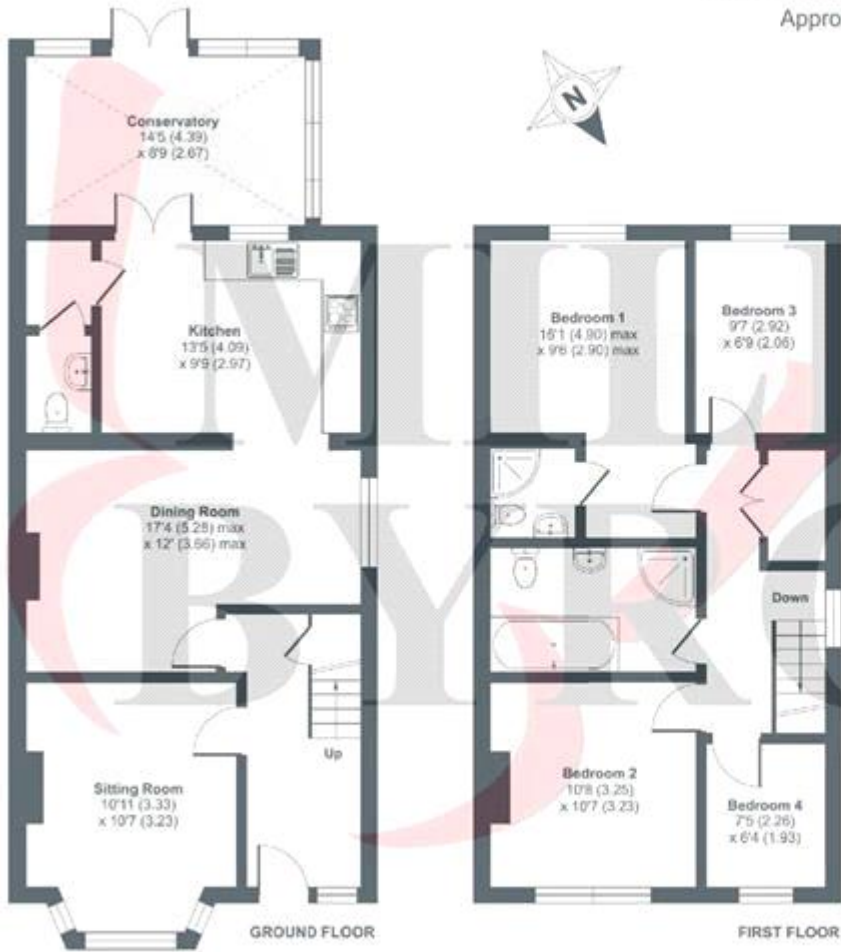 Appro
Conservatory
14'5 (4.39)
x 8'9 (2.67)
N
Kitchen
13'5 (4.09)
x 9'9 (2.97)
Dining Room
17'4 (5.28) max
x 12' (3.66) max
Up
Sitting Room
10'11 (3.33)
x 10'7 (3.23)
GROUND FLOOR
Bedroom 1
16'1 (4.90) max
x 9'6 (2.90) max
Bedroom 3
9'7 (2.92)
x 6'9 (2.06)
Down
Bedroom 2
10'8 (3.25)
x 10'7 (3.23)
Bedroom 4
7'5 (2.26)
x 6'4 (1.93)
FIRST FLOOR
MIL
BYRO